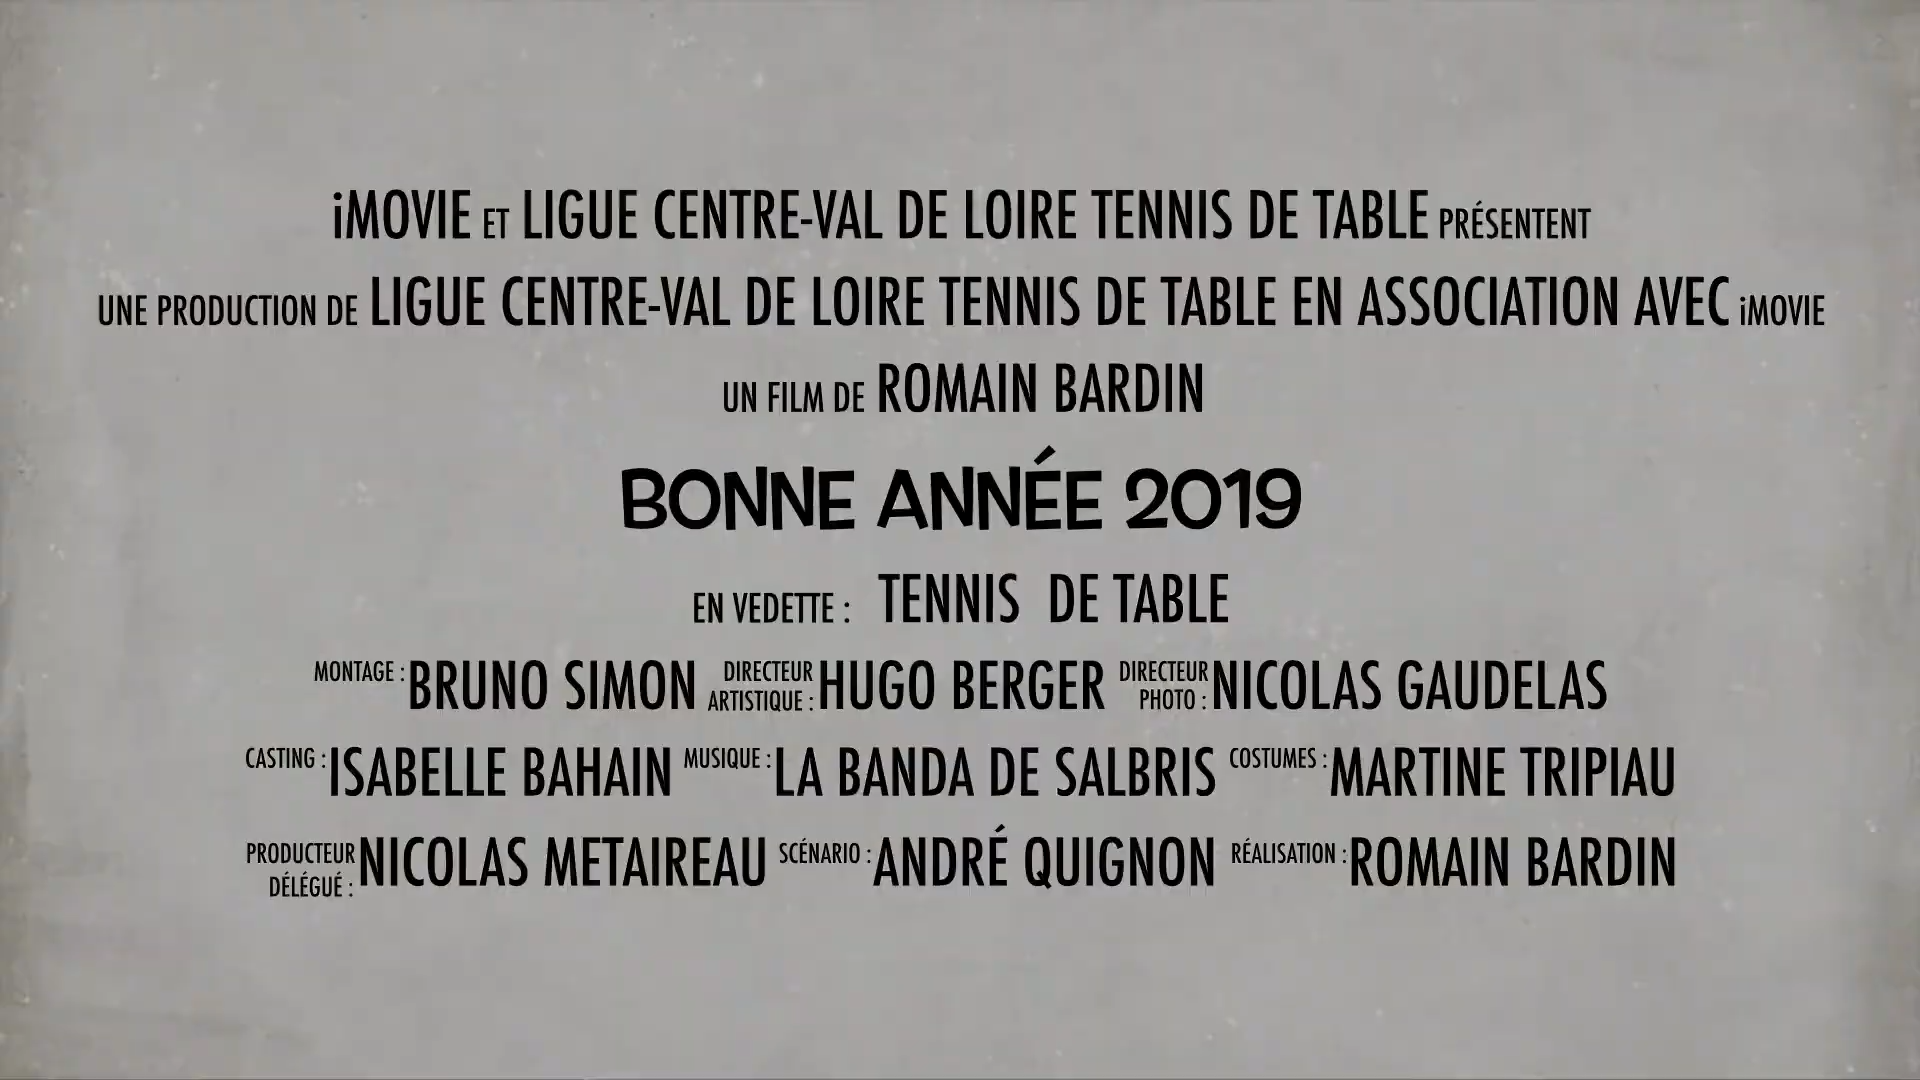 iMOVIE ET LIGUE CENTRE-VAL DE LOIRE TENNIS DE TABLE PRÉSENTENT
UNE PRODUCTION DE LIGUE CENTRE-VAL DE LOIRE TENNIS DE TABLE EN ASSOCIATION AVEC iMOVIE
UN FILM DE ROMAIN BARDIN
BONNE ANNÉE 2019
EN VEDETTE : TENNIS DE TABLE
MONTAGE : BRUNO SIMON DIRECTEUR ARTISTIQUE : HUGO BERGER DIRECTEUR PHOTO : NICOLAS GAUDELAS
CASTING : ISABELLE BAHAIN MUSIQUE : LA BANDA DE SALBRIS COSTUMES : MARTINE TRIPIAU
PRODUCTEUR DÉLÉGUÉ : NICOLAS METAIREAU SCÉNARIO : ANDRÉ QUIGNON RÉALISATION : ROMAIN BARDIN